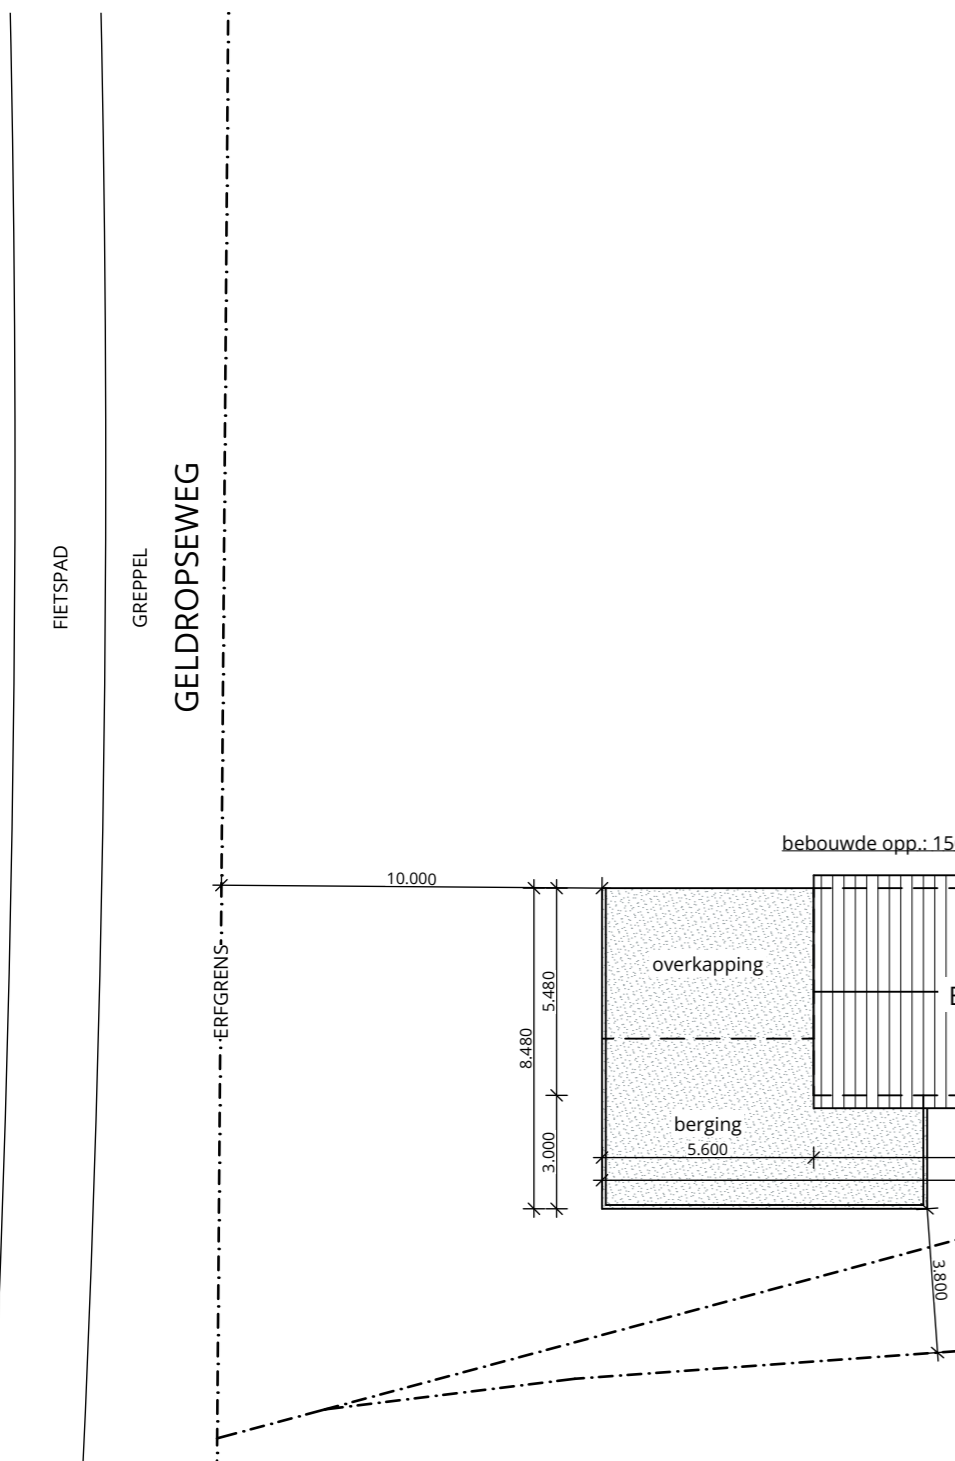 FIETSPAD
GREPPEL
GELDROPSEWEG
bebouwde opp.: 15
10.000
ERFGRENS
overkapping
5.480
8.480
berging
5.600
3.000
3.800